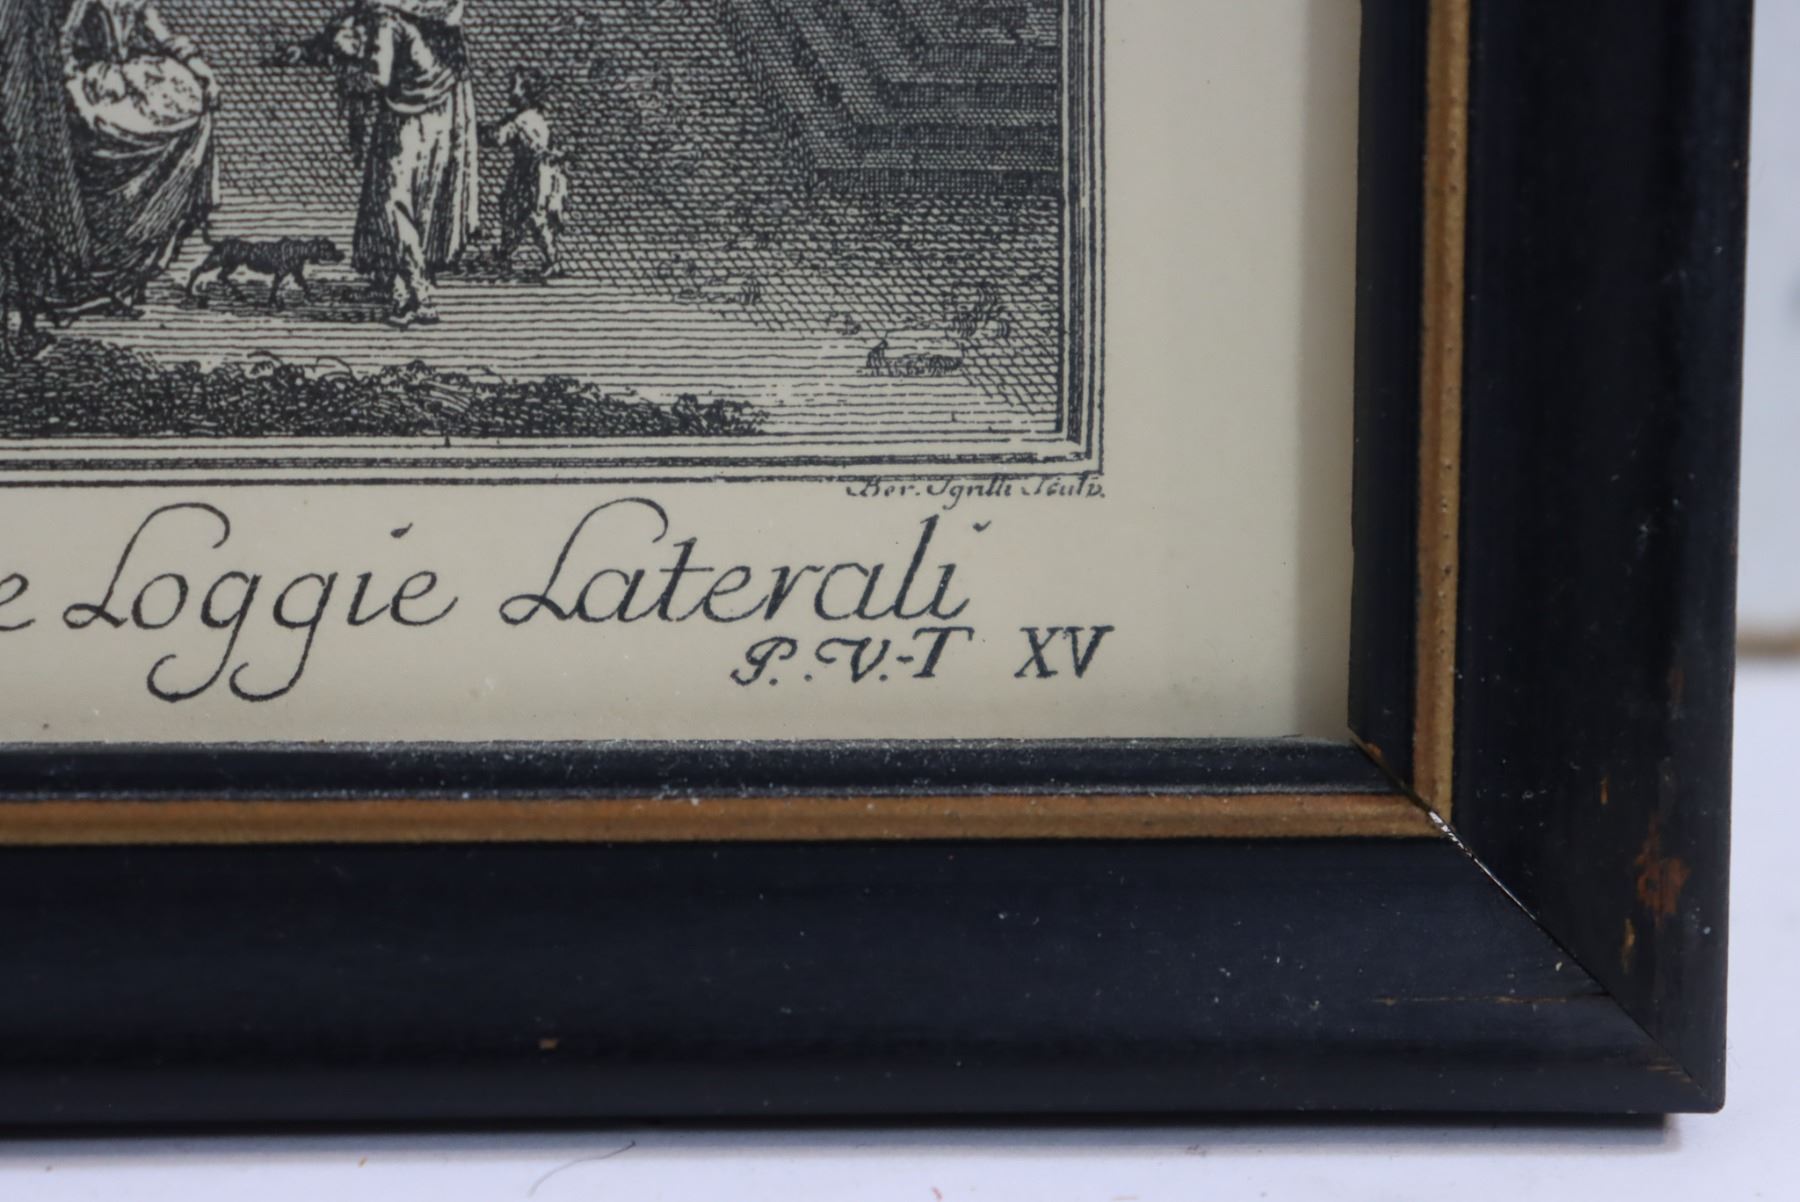 Ber. Sgrilli Sculp.
e Loggie Laterali
P..V.-T XV